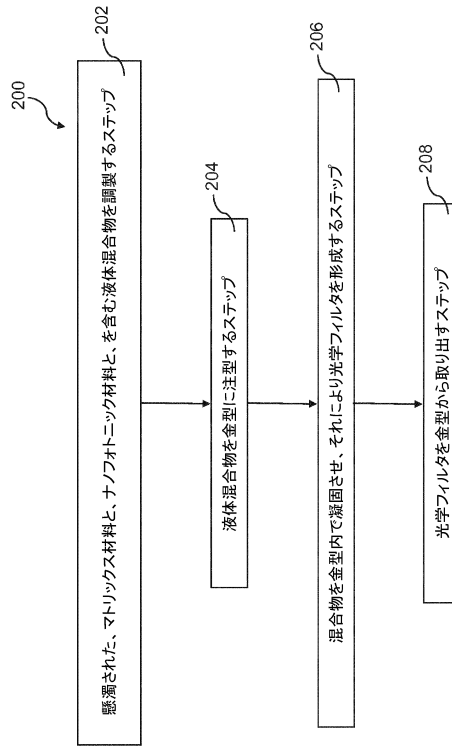 200
懸濁された、マトリックス材料と、ナノフォトニック材料と、を含む液体混合物を調製するステップ
202
液体混合物を金型に注型するステップ
204
混合物を金型内で凝固させ、それにより光学フィルタを形成するステップ
206
光学フィルタを金型から取り出すステップ
208